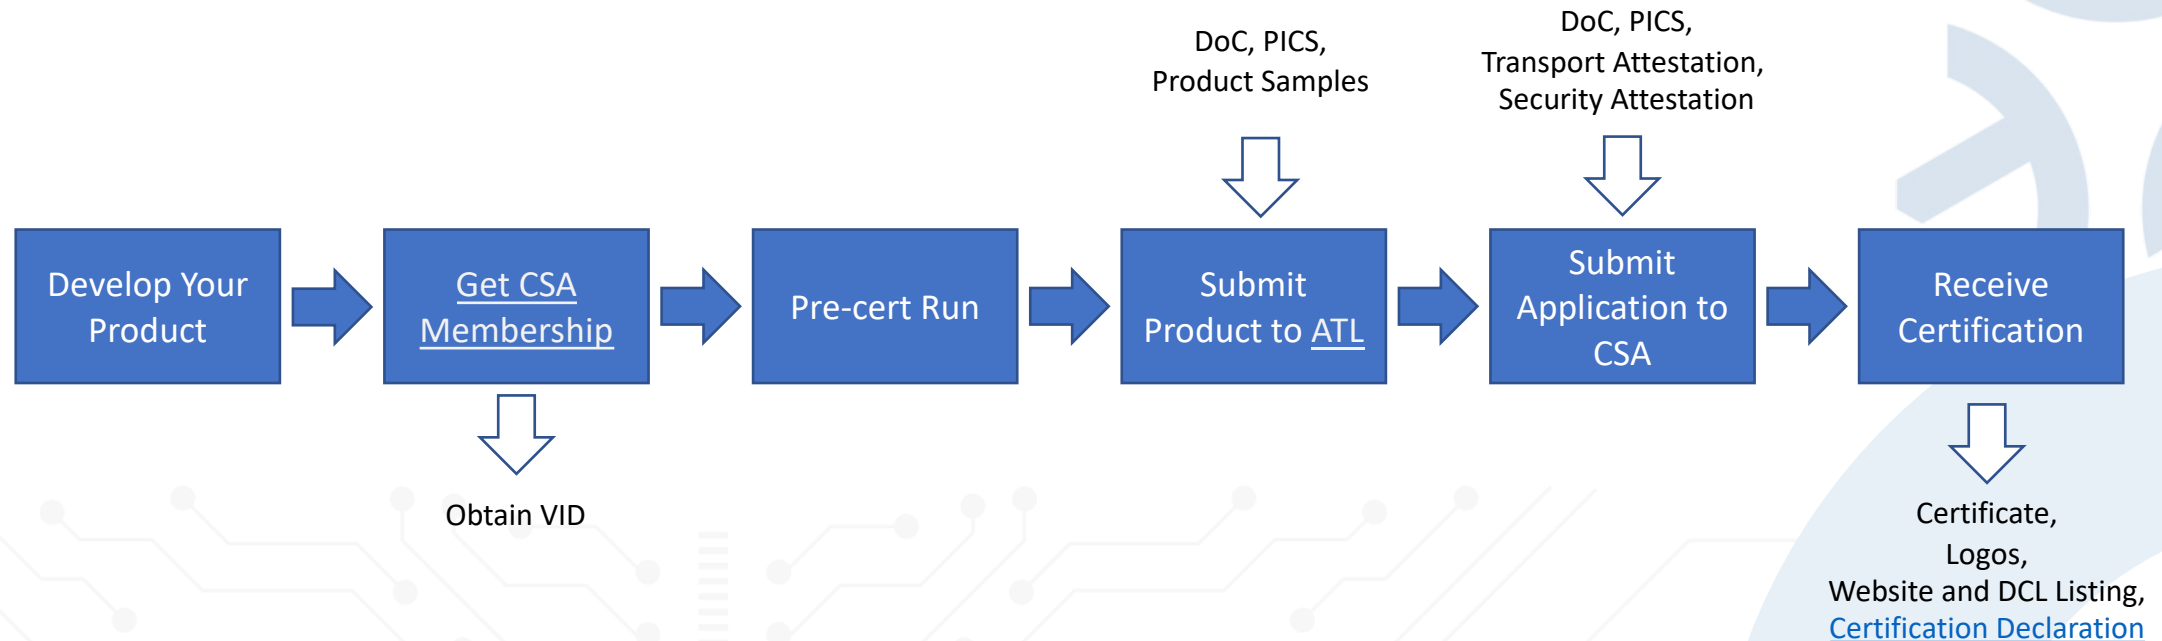 DoC, PICS,
Product Samples
DoC, PICS,
Transport Attestation,
Security Attestation
Develop Your
Product
Get CSA
Membership
Pre-cert Run
Submit
Product to ATL
Submit
Application to
CSA
Receive
Certification
Obtain VID
Certificate,
Logos,
Website and DCL Listing,
Certification Declaration